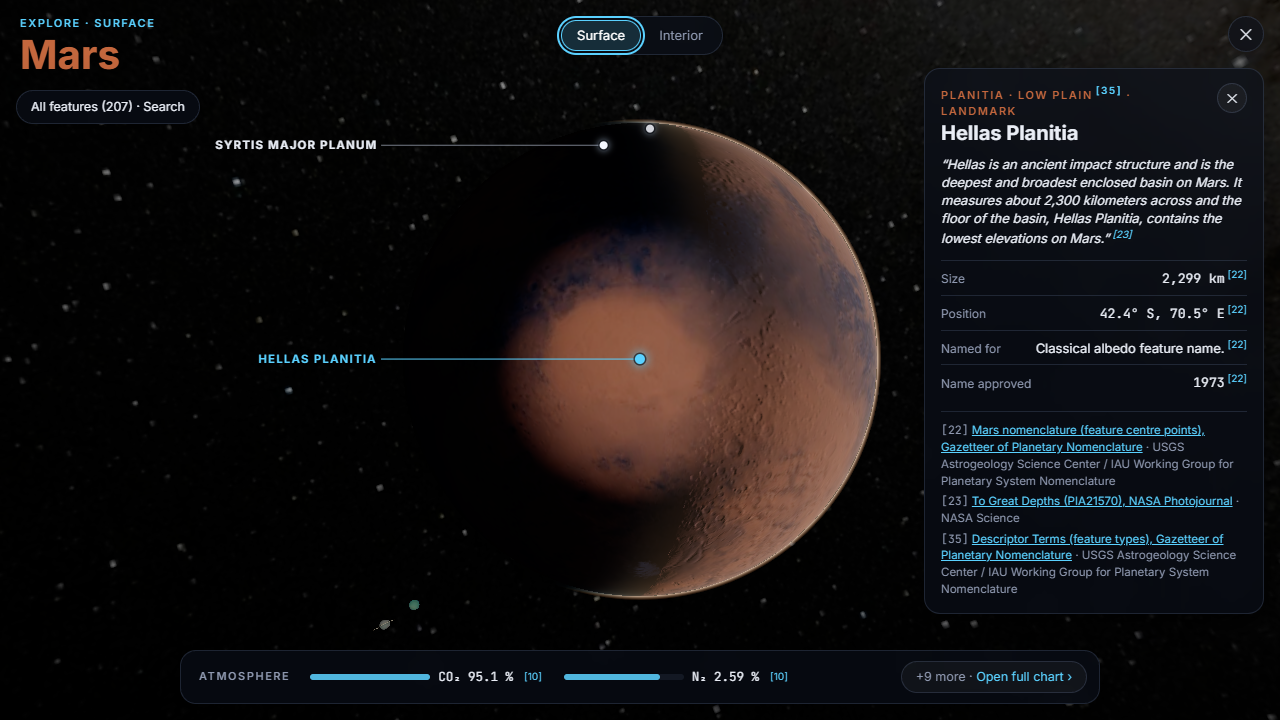 EXPLORE · SURFACE
Mars
All features (207) · Search
Surface
Interior
SYRTIS MAJOR PLANUM
HELLAS PLANITIA
PLANITIA · LOW PLAIN [35] ·
LANDMARK
Hellas Planitia
“Hellas is an ancient impact structure and is the
deepest and broadest enclosed basin on Mars. It
measures about 2,300 kilometers across and the
floor of the basin, Hellas Planitia, contains the
lowest elevations on Mars.” [23]
Size 2,299 km [22]
Position 42.4° S, 70.5° E [22]
Named for Classical albedo feature name. [22]
Name approved 1973 [22]
[22] Mars nomenclature (feature centre points),
Gazetteer of Planetary Nomenclature · USGS
Astrogeology Science Center / IAU Working Group for
Planetary System Nomenclature
[23] To Great Depths (PIA21570), NASA Photojournal ·
NASA Science
[35] Descriptor Terms (feature types), Gazetteer of
Planetary Nomenclature · USGS Astrogeology Science
Center / IAU Working Group for Planetary System
Nomenclature
ATMOSPHERE CO₂ 95.1 % [10] N₂ 2.59 % [10] +9 more · Open full chart ›